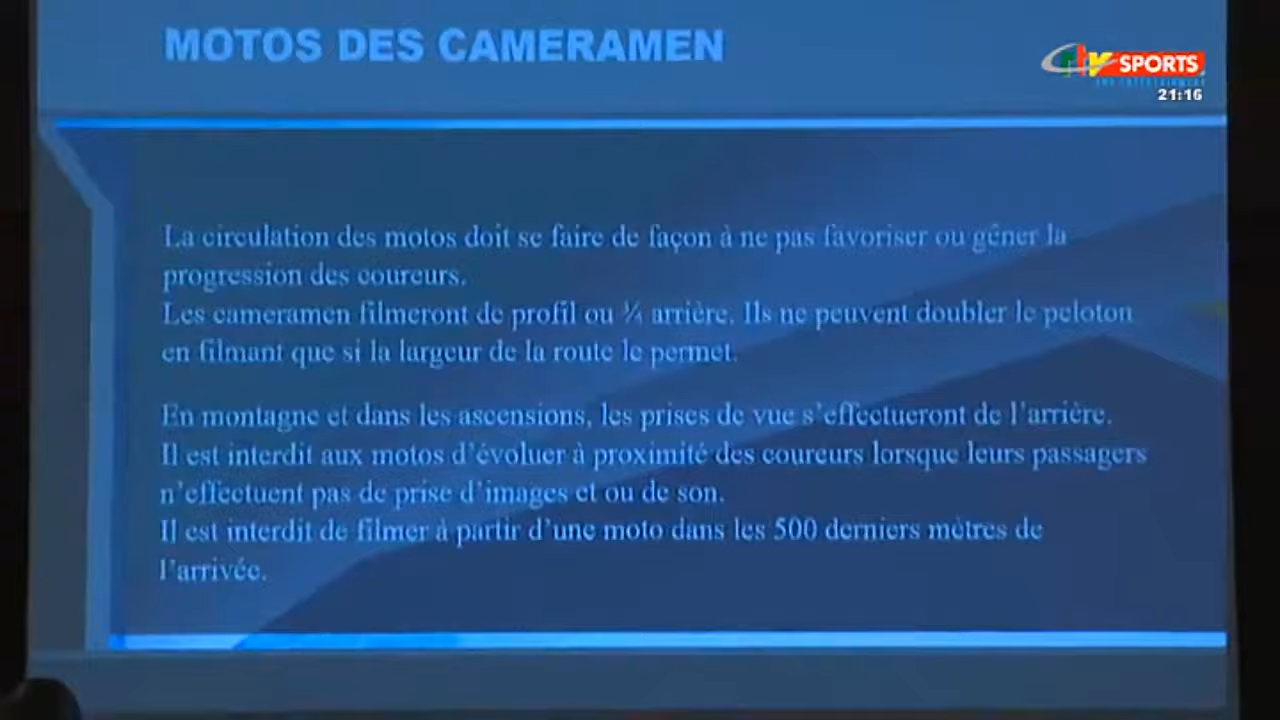 MOTOS DES CAMERAMEN
SPORTS
21:16
La circulation des motos doit se faire de façon à ne pas favoriser ou gêner la
progression des coureurs.
Les cameramen filmeront de profil ou ¾ arrière. Ils ne peuvent doubler le peloton
en filmant que si la largeur de la route le permet.
En montagne et dans les ascensions, les prises de vue s’effectueront de l’arrière.
Il est interdit aux motos d’évoluer à proximité des coureurs lorsque leurs passagers
n’effectuent pas de prise d’images et ou de son.
Il est interdit de filmer à partir d’une moto dans les 500 derniers mètres de
l’arrivée.